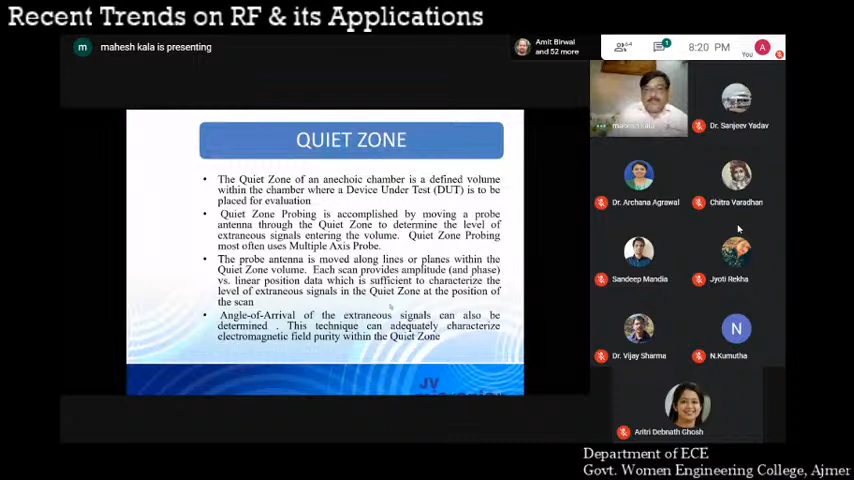 Recent Trends on RF & its Applications
m mahesh kala is presenting
Amit Birwal
and 52 more
64
1
8:20 PM
You
A
QUIET ZONE
• The Quiet Zone of an anechoic chamber is a defined volume
within the chamber where a Device Under Test (DUT) is to be
placed for evaluation
• Quiet Zone Probing is accomplished by moving a probe
antenna through the Quiet Zone to determine the level of
extraneous signals entering the volume. Quiet Zone Probing
most often uses Multiple Axis Probe.
• The probe antenna is moved along lines or planes within the
Quiet Zone volume. Each scan provides amplitude (and phase)
vs. linear position data which is sufficient to characterize the
level of extraneous signals in the Quiet Zone at the position of
the scan
• Angle-of-Arrival of the extraneous signals can also be
determined . This technique can adequately characterize
electromagnetic field purity within the Quiet Zone
JV
mahesh kala
Dr. Sanjeev Yadav
Dr. Archana Agrawal
Chitra Varadhan
Sandeep Mandia
Jyoti Rekha
Dr. Vijay Sharma
N
N.Kumutha
Aritri Debnath Ghosh
Department of ECE
Govt. Women Engineering College, Ajmer